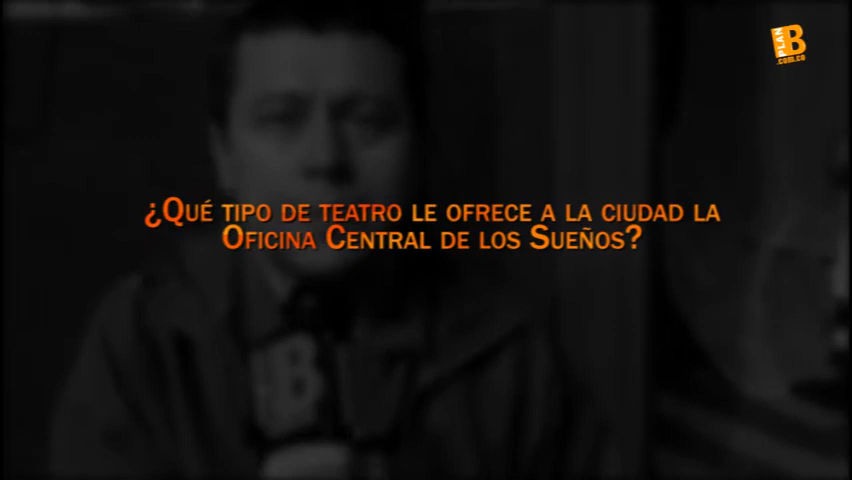 PLAN
B
.com.co
¿Qué tipo de teatro le ofrece a la ciudad la
Oficina Central de los Sueños?
B